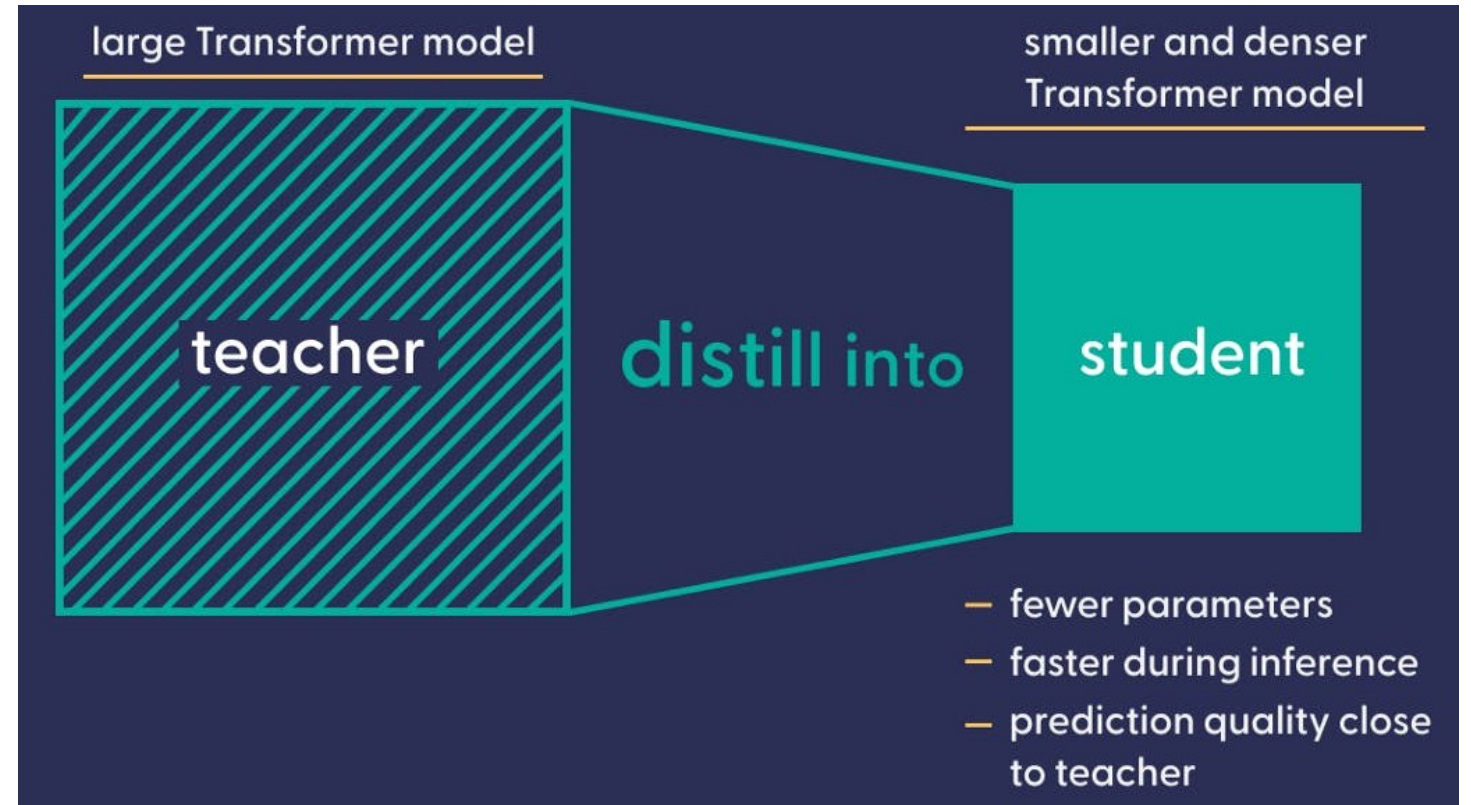 large Transformer model
smaller and denser
Transformer model
teacher
distill into
student
– fewer parameters
– faster during inference
– prediction quality close
to teacher